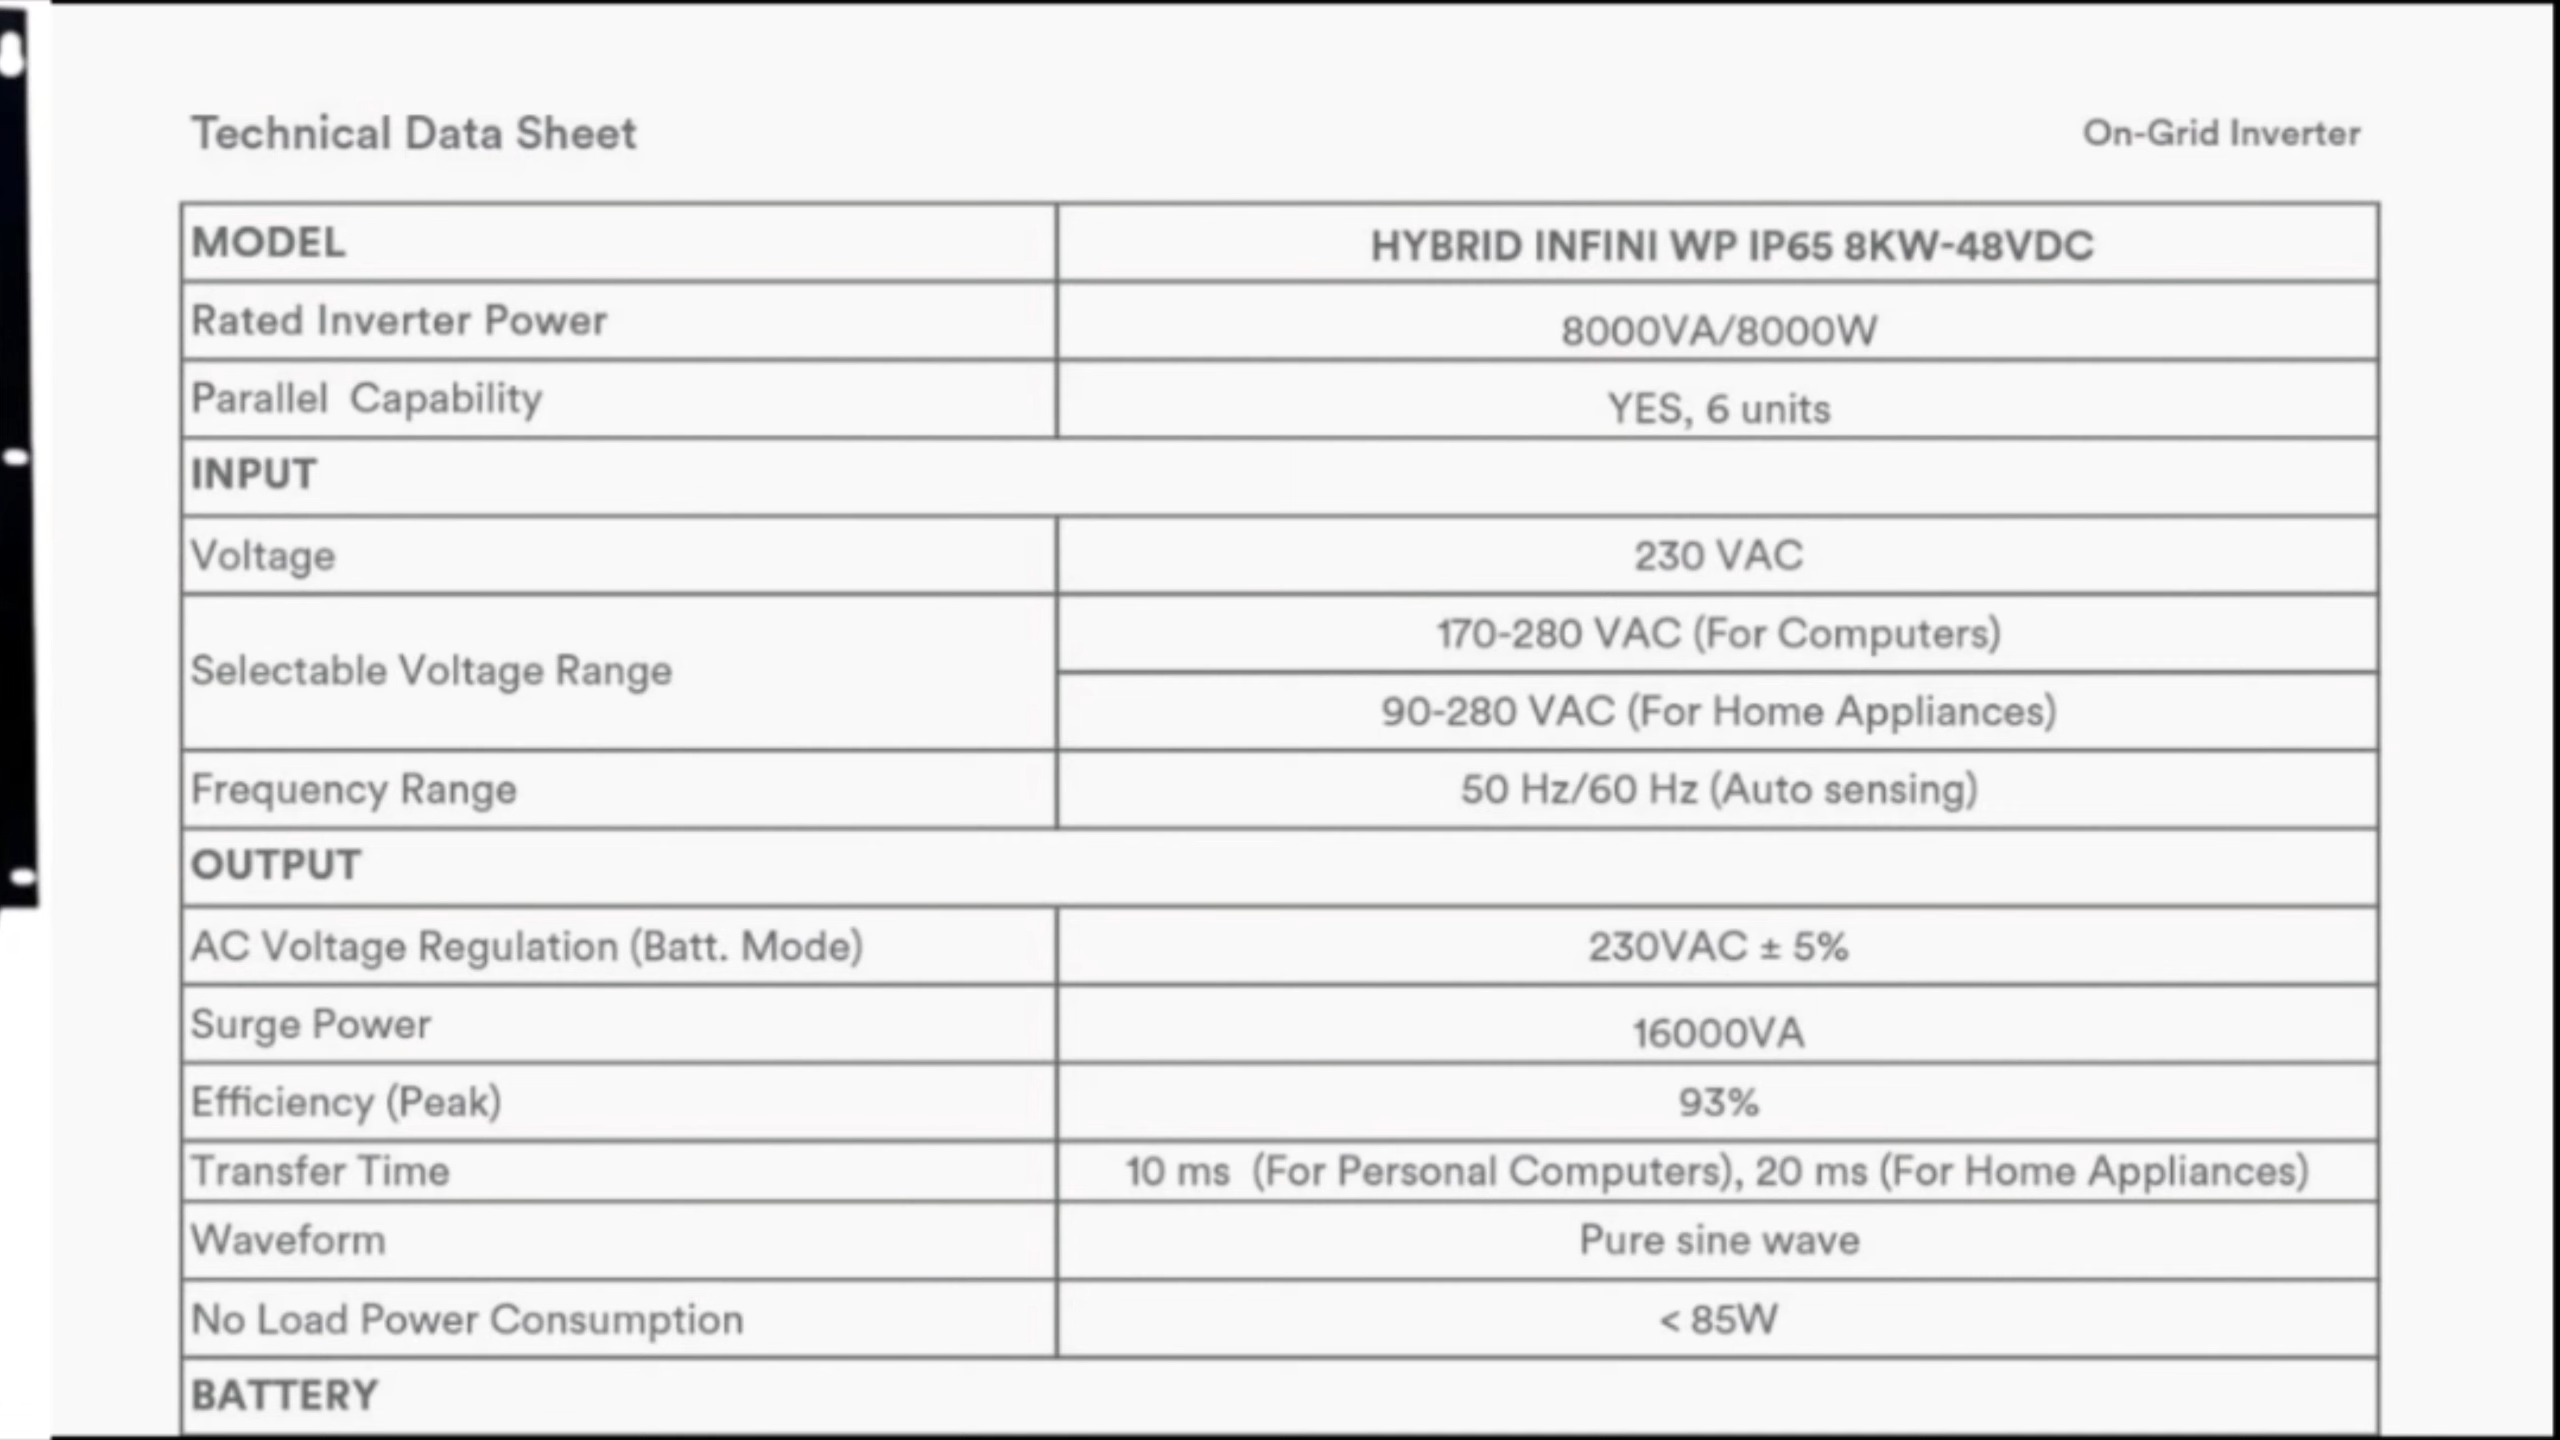 Technical Data Sheet
On-Grid Inverter
MODEL
HYBRID INFINI WP IP65 8KW-48VDC
Rated Inverter Power
8000VA/8000W
Parallel Capability
YES, 6 units
INPUT
Voltage
230 VAC
Selectable Voltage Range
170-280 VAC (For Computers)
90-280 VAC (For Home Appliances)
Frequency Range
50 Hz/60 Hz (Auto sensing)
OUTPUT
AC Voltage Regulation (Batt. Mode)
230VAC ± 5%
Surge Power
16000VA
Efficiency (Peak)
93%
Transfer Time
10 ms (For Personal Computers), 20 ms (For Home Appliances)
Waveform
Pure sine wave
No Load Power Consumption
< 85W
BATTERY